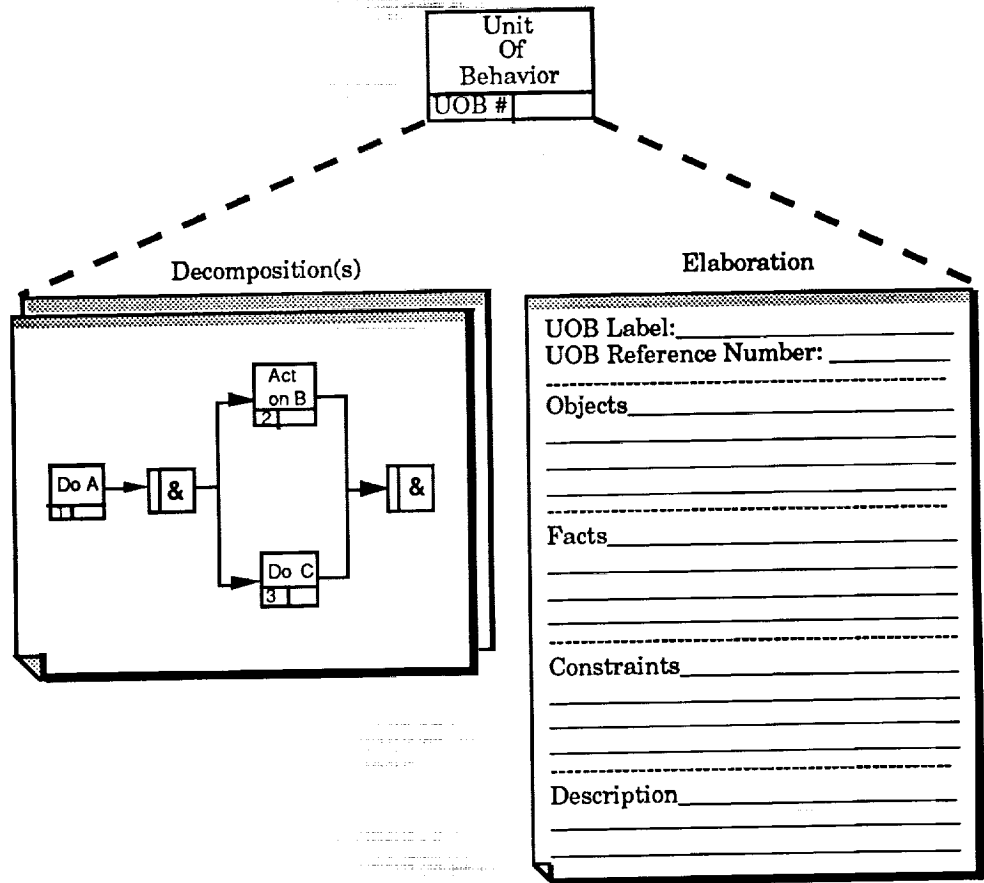 Unit
Of
Behavior
UOB #
Decomposition(s)
Act
on B
2
Do A
1
&
&
Do C
3
Elaboration
UOB Label:
UOB Reference Number:
Objects
Facts
Constraints
Description